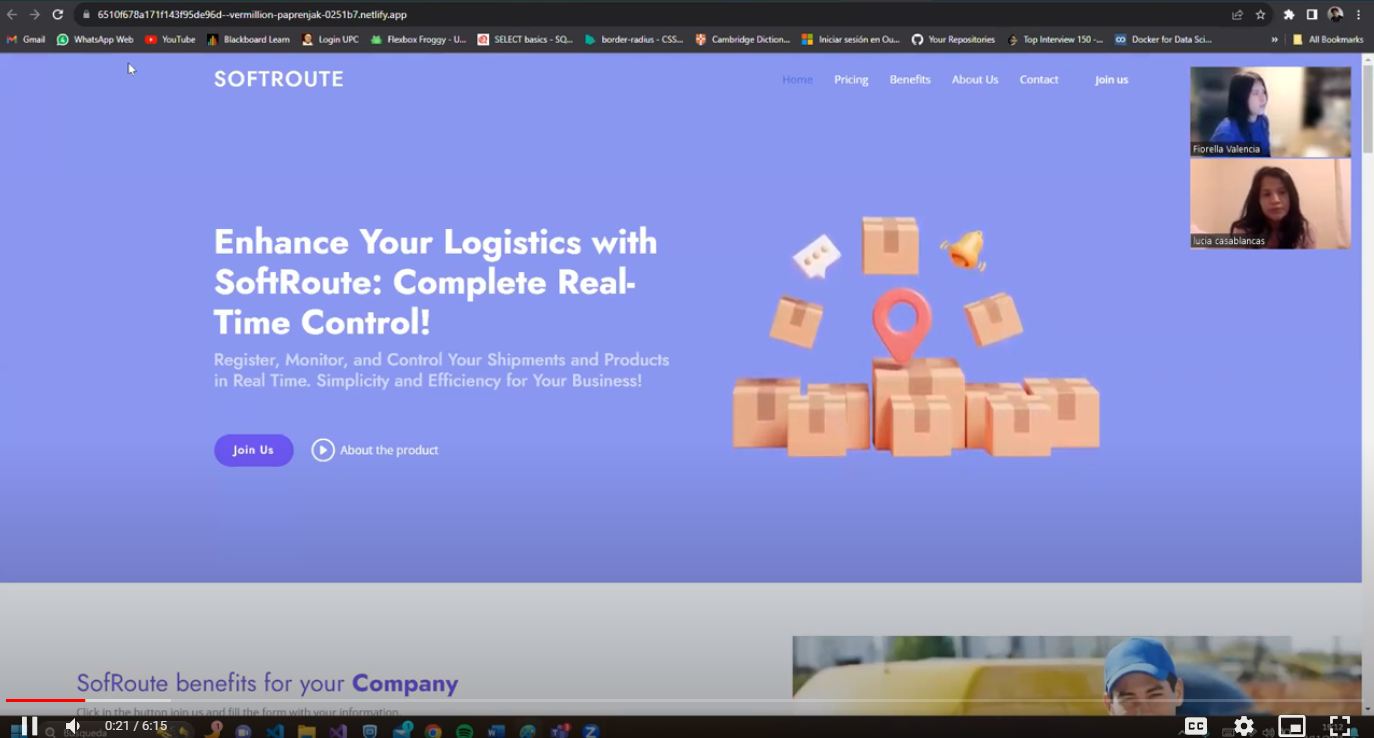 6510f678a171f143f95de96d--vermillion-paprenjak-0251b7.netlify.app
Gmail WhatsApp Web YouTube Blackboard Learn Login UPC Flexbox Froggy - U... SELECT basics - SQ... border-radius - CSS... Cambridge Diction... Iniciar sesión en Ou... Your Repositories Top Interview 150 -... Docker for Data Sci... » All Bookmarks
SOFTROUTE
Home Pricing Benefits About Us Contact Join us
Fiorella Valencia
lucia casablancas
Enhance Your Logistics with
SoftRoute: Complete Real-
Time Control!
Register, Monitor, and Control Your Shipments and Products
in Real Time. Simplicity and Efficiency for Your Business!
Join Us About the product
SofRoute benefits for your Company
Click in the button join us and fill the form with your information
0:21 / 6:15
CC